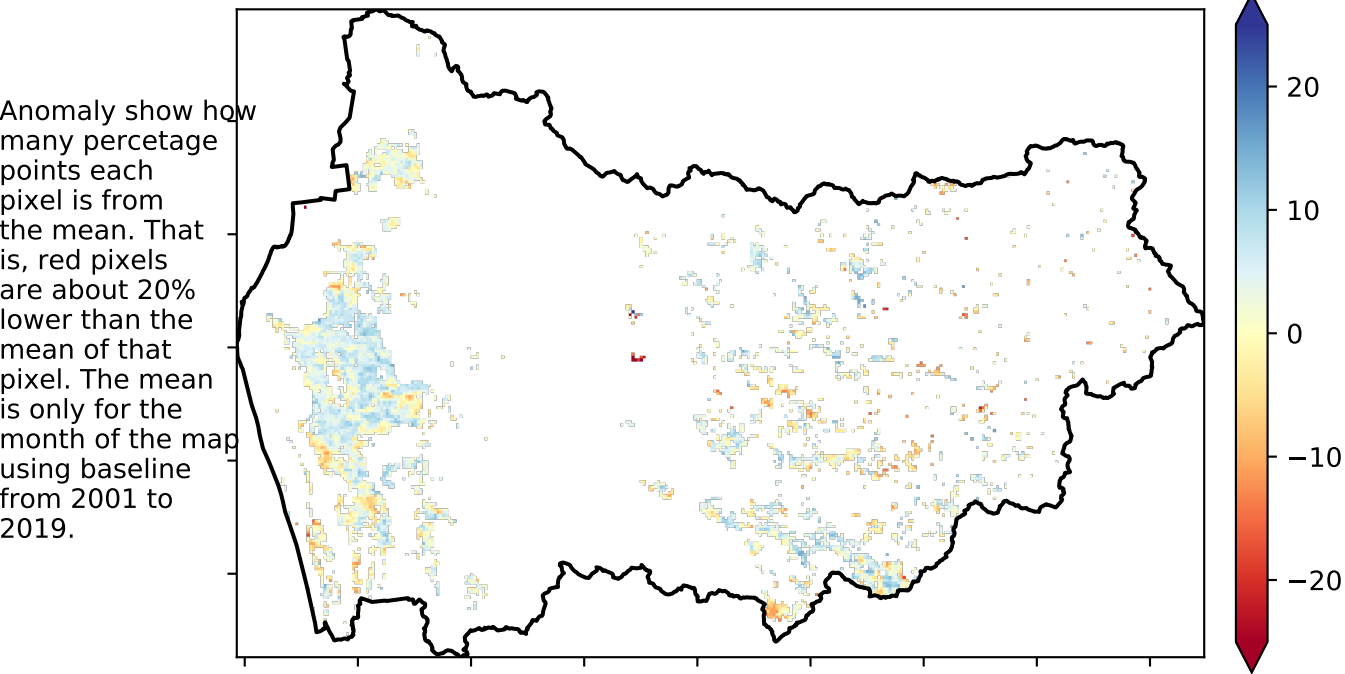 Anomaly show how
many percetage
points each
pixel is from
the mean. That
is, red pixels
are about 20%
lower than the
mean of that
pixel. The mean
is only for the
month of the map
using baseline
from 2001 to
2019.
20
10
0
−10
−20